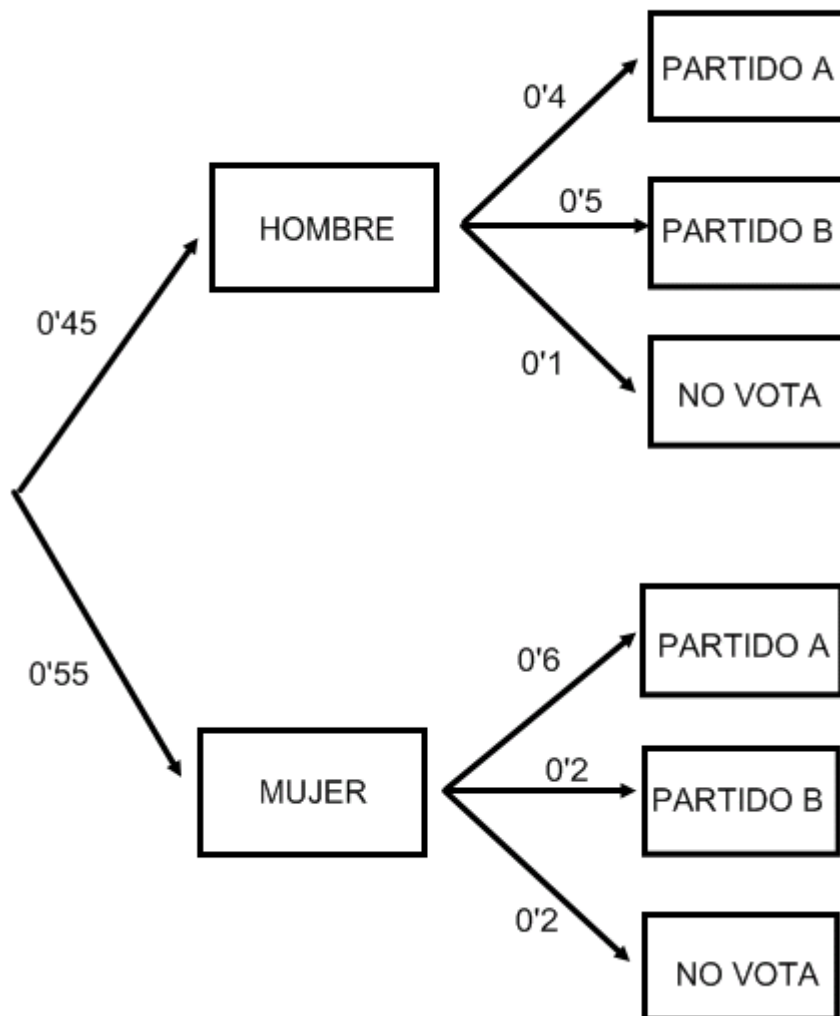 PARTIDO A
0'4
0'5
HOMBRE
PARTIDO B
0'45
0'1
NO VOTA
0'55
0'6
PARTIDO A
0'2
MUJER
PARTIDO B
0'2
NO VOTA